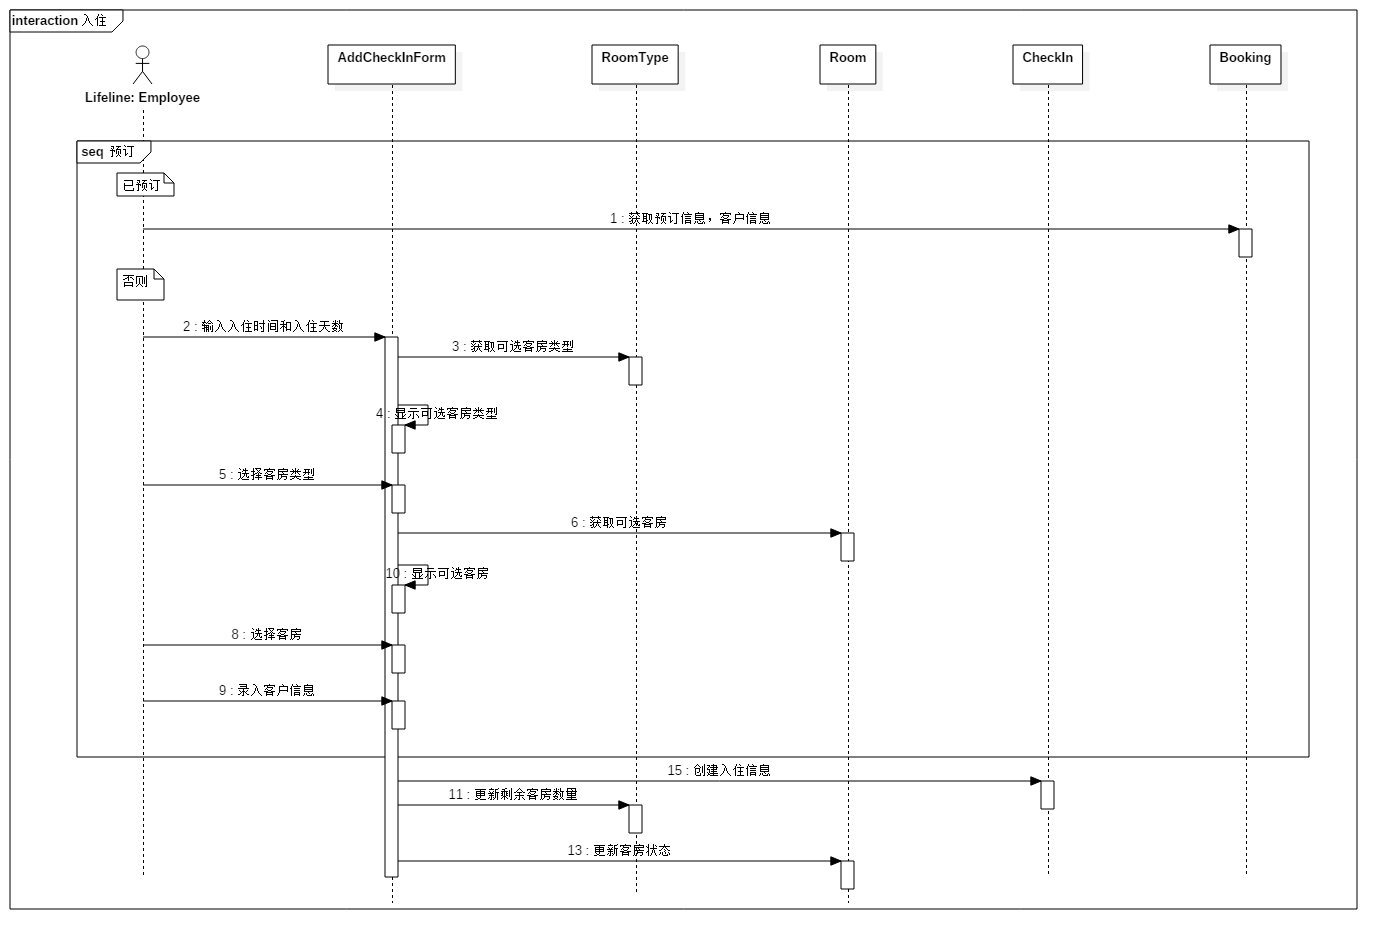 interaction 入住
AddCheckInForm
RoomType
Room
CheckIn
Booking
Lifeline: Employee
seq 预订
已预订
1 : 获取预订信息，客户信息
否则
2 : 输入入住时间和入住天数
3 : 获取可选客房类型
4 : 显示可选客房类型
5 : 选择客房类型
6 : 获取可选客房
10 : 显示可选客房
8 : 选择客房
9 : 录入客户信息
15 : 创建入住信息
11 : 更新剩余客房数量
13 : 更新客房状态